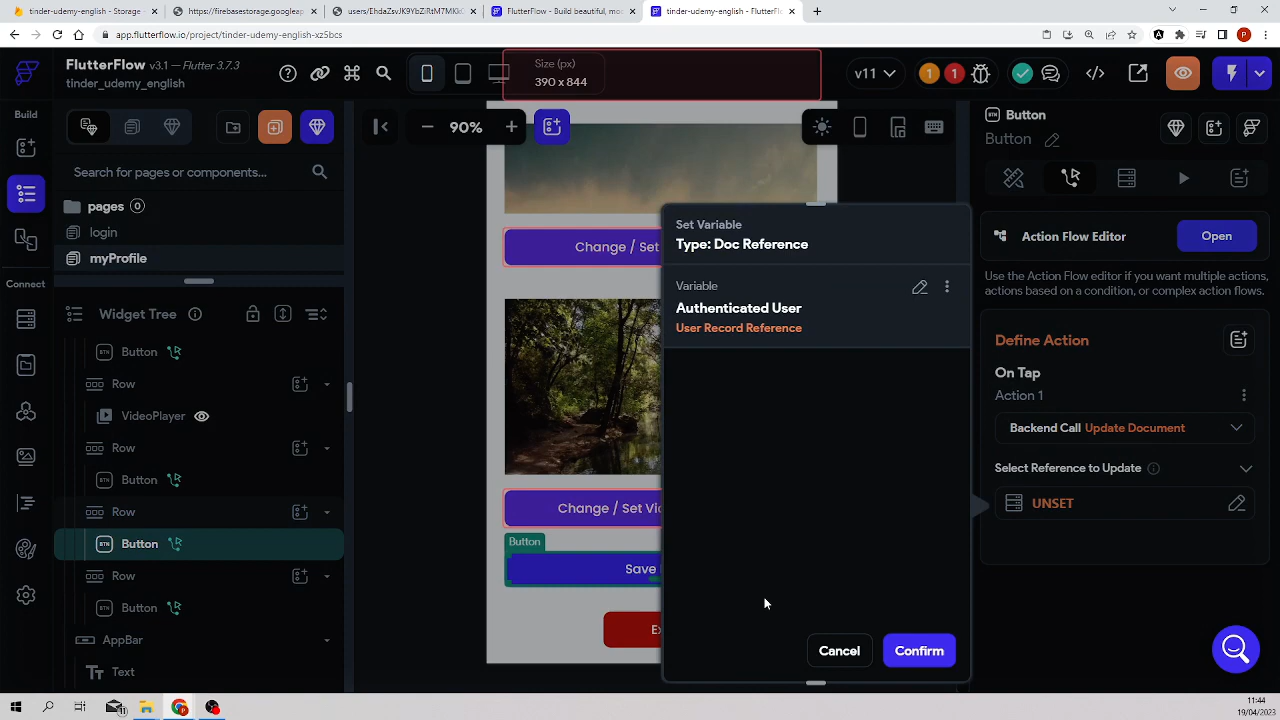 tinder_udemy_english - Storage -
https://firebasestorage.googleap
users/EhdaZsvJK9YbZiRtM7MKiG
FlutterFlow - Build beautiful, mo
tinder-udemy-english - FlutterFl
app.flutterflow.io/project/tinder-udemy-english-xz5bcs
FlutterFlow v3.1 - Flutter 3.7.3
tinder_udemy_english
Size (px)
390 x 844
v11
1
1
Build
90%
Search for pages or components...
pages 0
login
myProfile
Connect
Widget Tree
Button
Row
VideoPlayer
Row
Button
Row
Button
Row
Button
AppBar
Text
Change / Set
Change / Set Vi
Button
Save
Ex
Set Variable
Type: Doc Reference
Variable
Authenticated User
User Record Reference
Cancel
Confirm
Button
Button
Action Flow Editor
Open
Use the Action Flow editor if you want multiple actions,
actions based on a condition, or complex action flows.
Define Action
On Tap
Action 1
Backend Call Update Document
Select Reference to Update
UNSET
11:44
19/04/2023